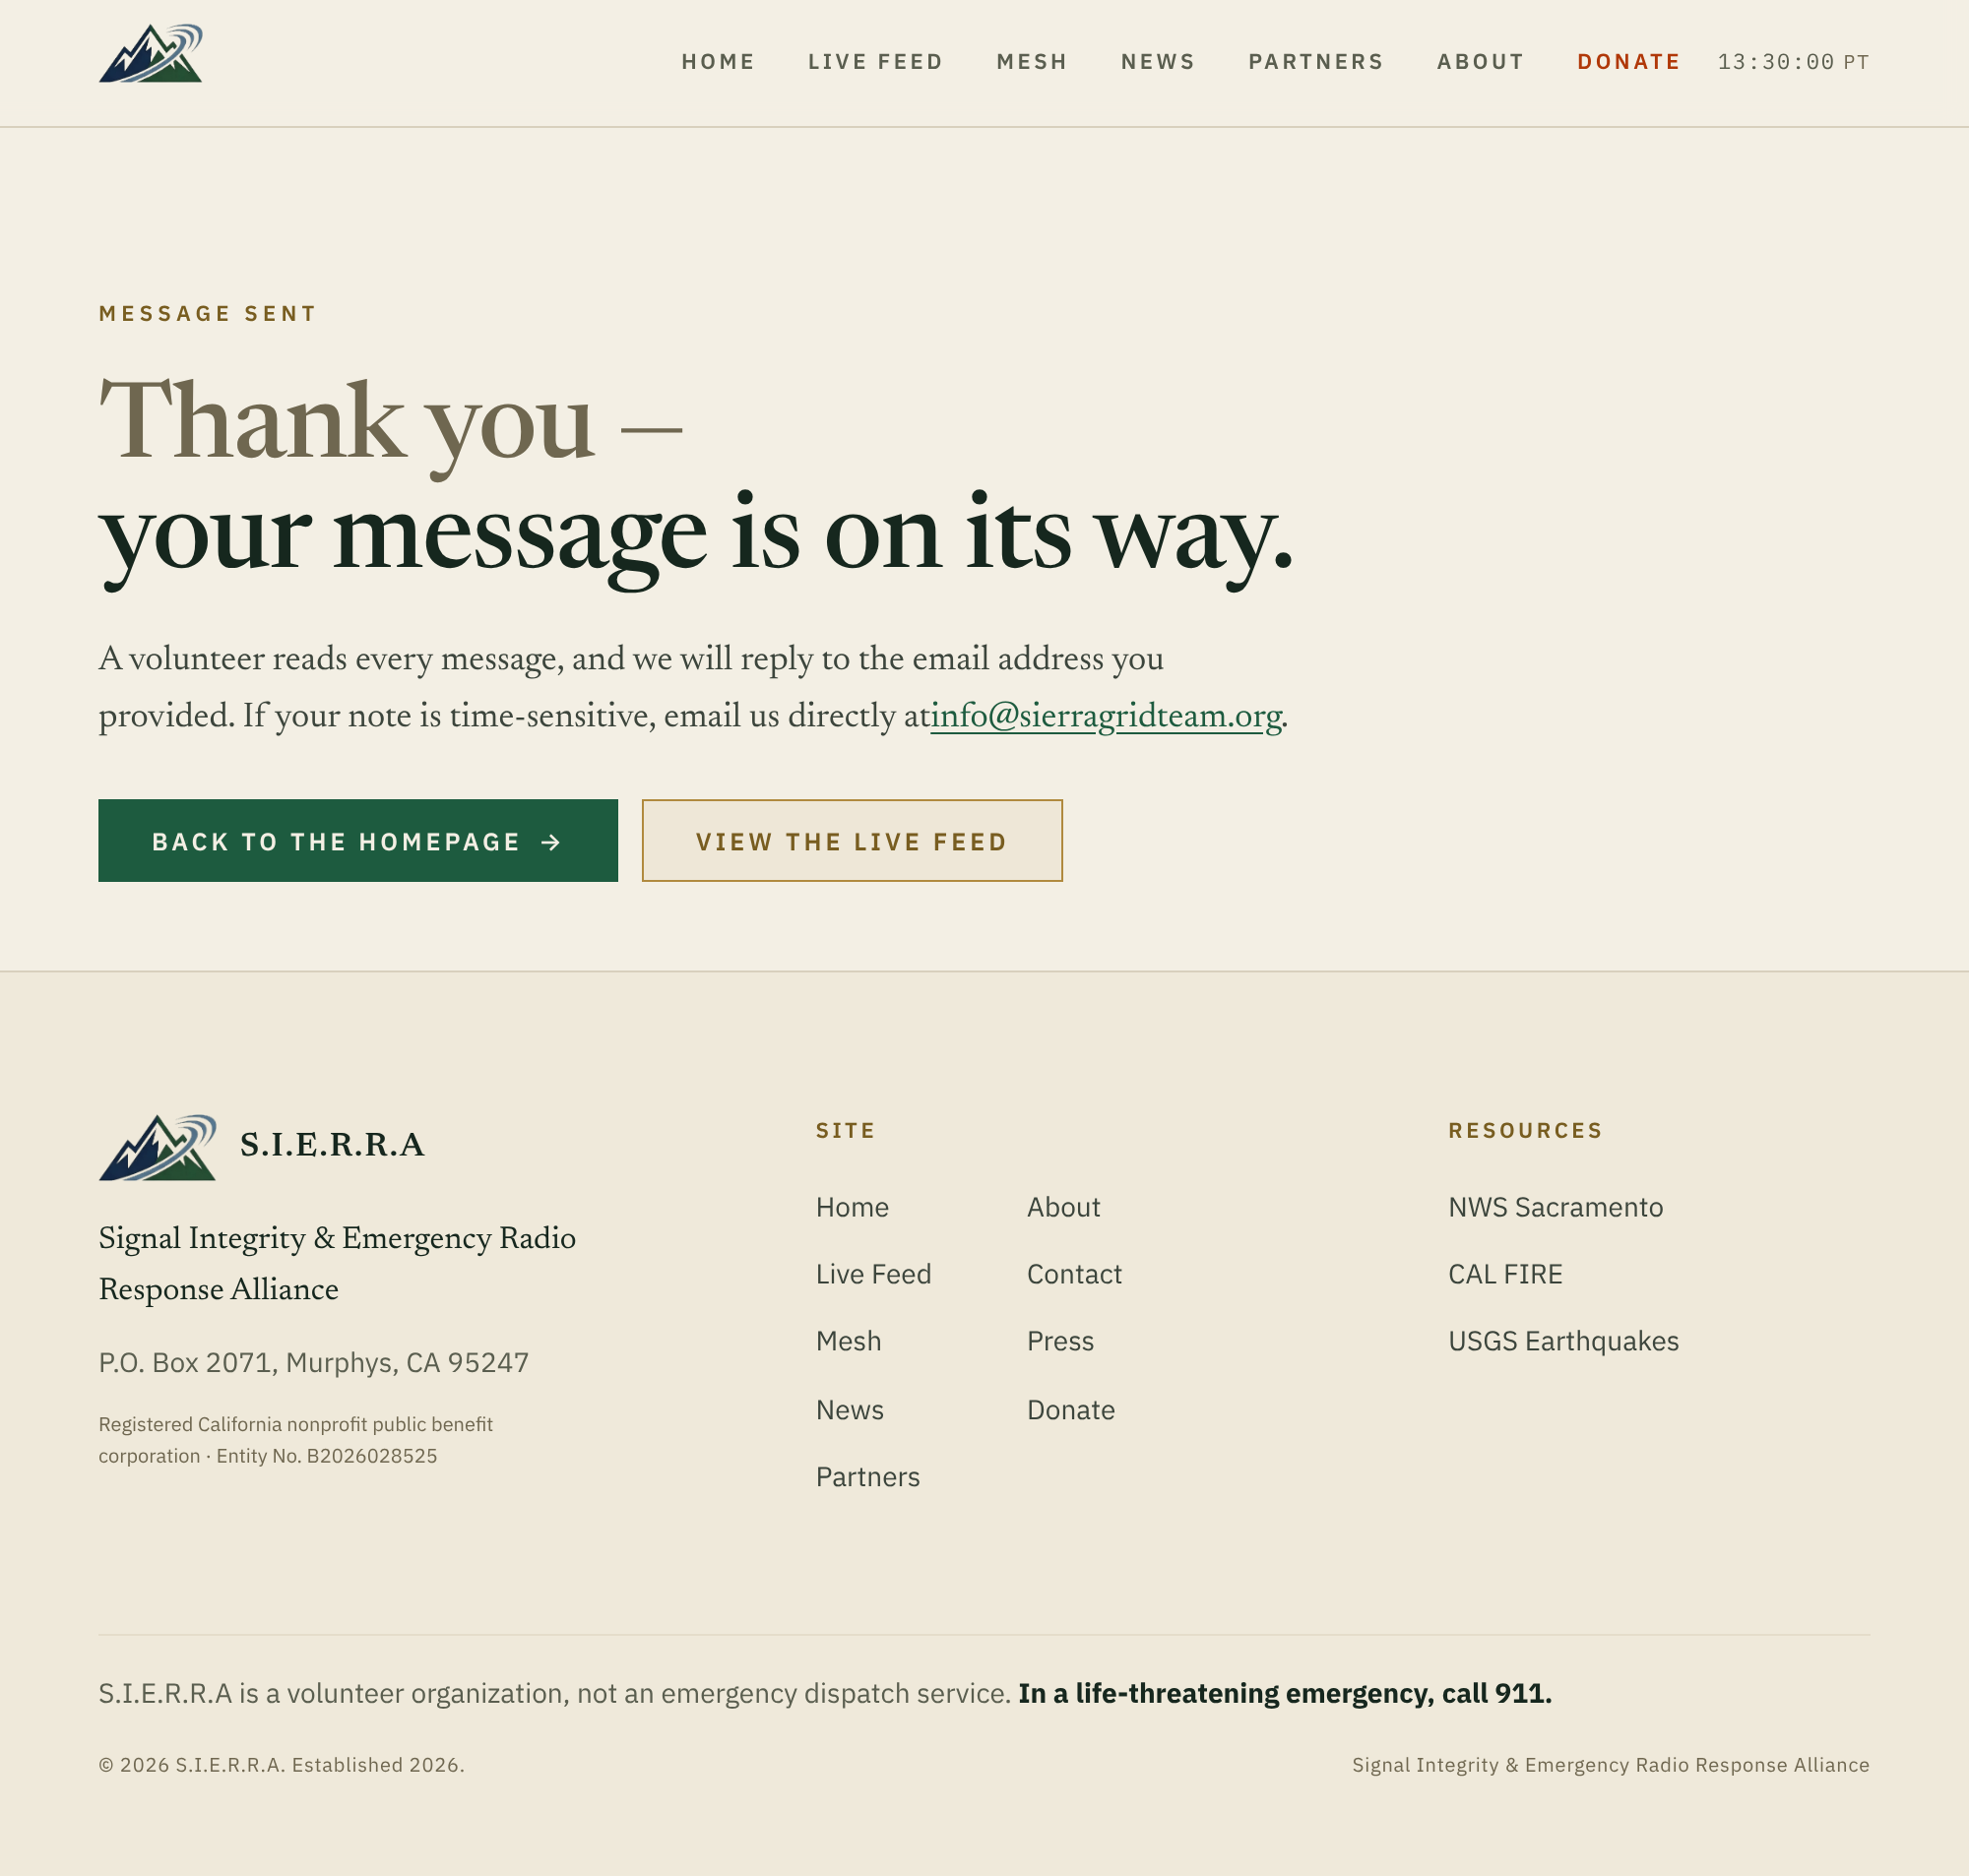 HOME LIVE FEED MESH NEWS PARTNERS ABOUT DONATE 13:30:00 PT
MESSAGE SENT
Thank you —
your message is on its way.
A volunteer reads every message, and we will reply to the email address you
provided. If your note is time-sensitive, email us directly atinfo@sierragridteam.org.
BACK TO THE HOMEPAGE →
VIEW THE LIVE FEED
S.I.E.R.R.A
Signal Integrity & Emergency Radio
Response Alliance
P.O. Box 2071, Murphys, CA 95247
Registered California nonprofit public benefit
corporation · Entity No. B2026028525
SITE
Home
Live Feed
Mesh
News
Partners
About
Contact
Press
Donate
RESOURCES
NWS Sacramento
CAL FIRE
USGS Earthquakes
S.I.E.R.R.A is a volunteer organization, not an emergency dispatch service. In a life-threatening emergency, call 911.
© 2026 S.I.E.R.R.A. Established 2026.
Signal Integrity & Emergency Radio Response Alliance